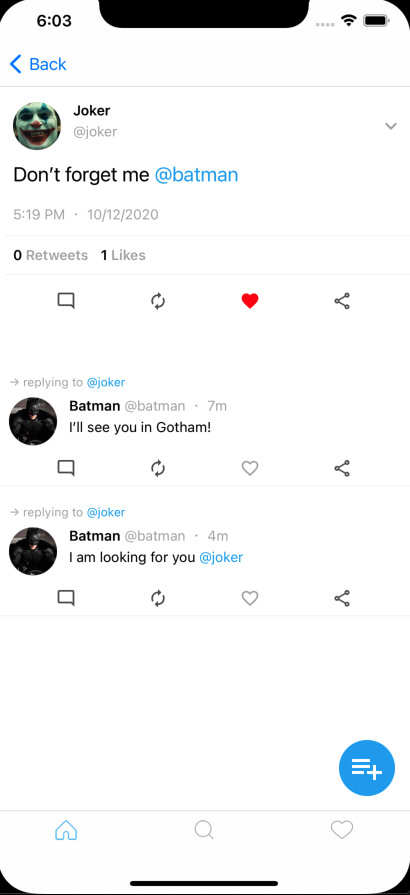 6:03
Back
Joker
@joker
Don't forget me @batman
5:19 PM · 10/12/2020
0 Retweets 1 Likes
→ replying to @joker
Batman @batman · 7m
I'll see you in Gotham!
→ replying to @joker
Batman @batman · 4m
I am looking for you @joker